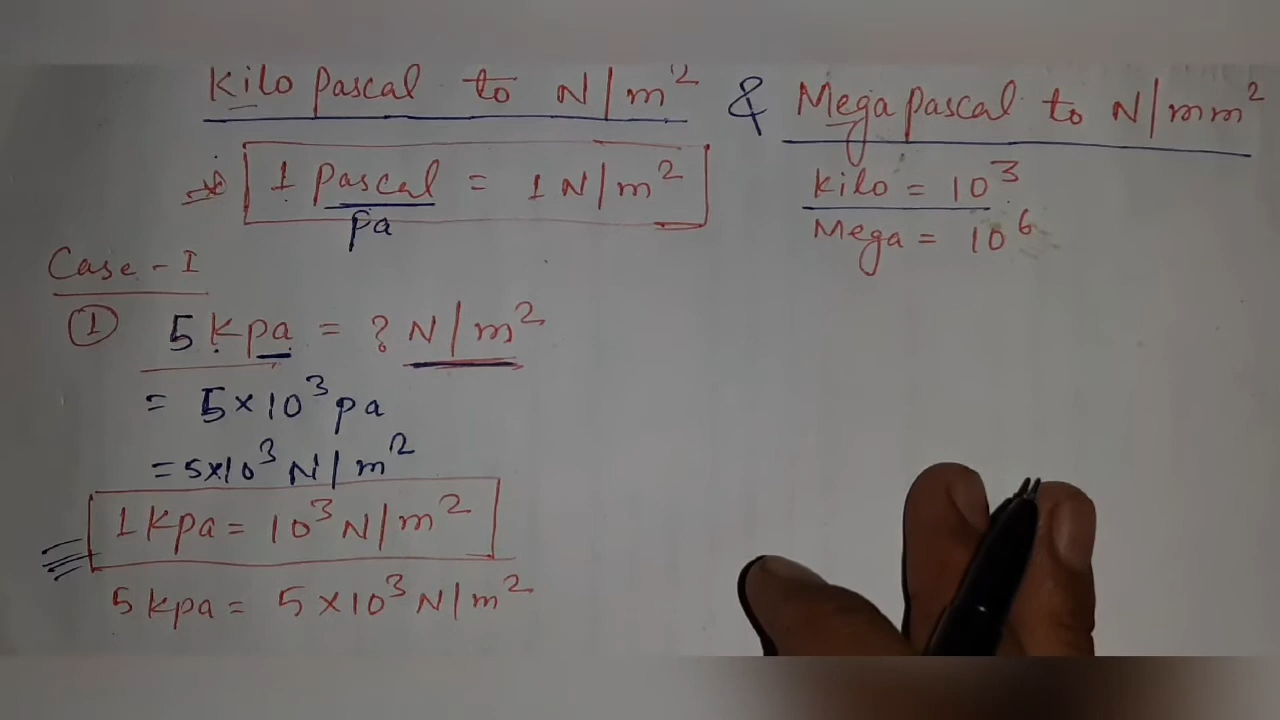 Kilo pascal to N/m² & Mega pascal to N/mm²
1 pascal = 1 N/m²
pa
kilo = 10³
Mega = 10⁶
Case - I
① 5 kpa = ? N/m²
= 5×10³ pa
= 5×10³ N/m²
1 kpa = 10³ N/m²
5 kpa = 5×10³ N/m²